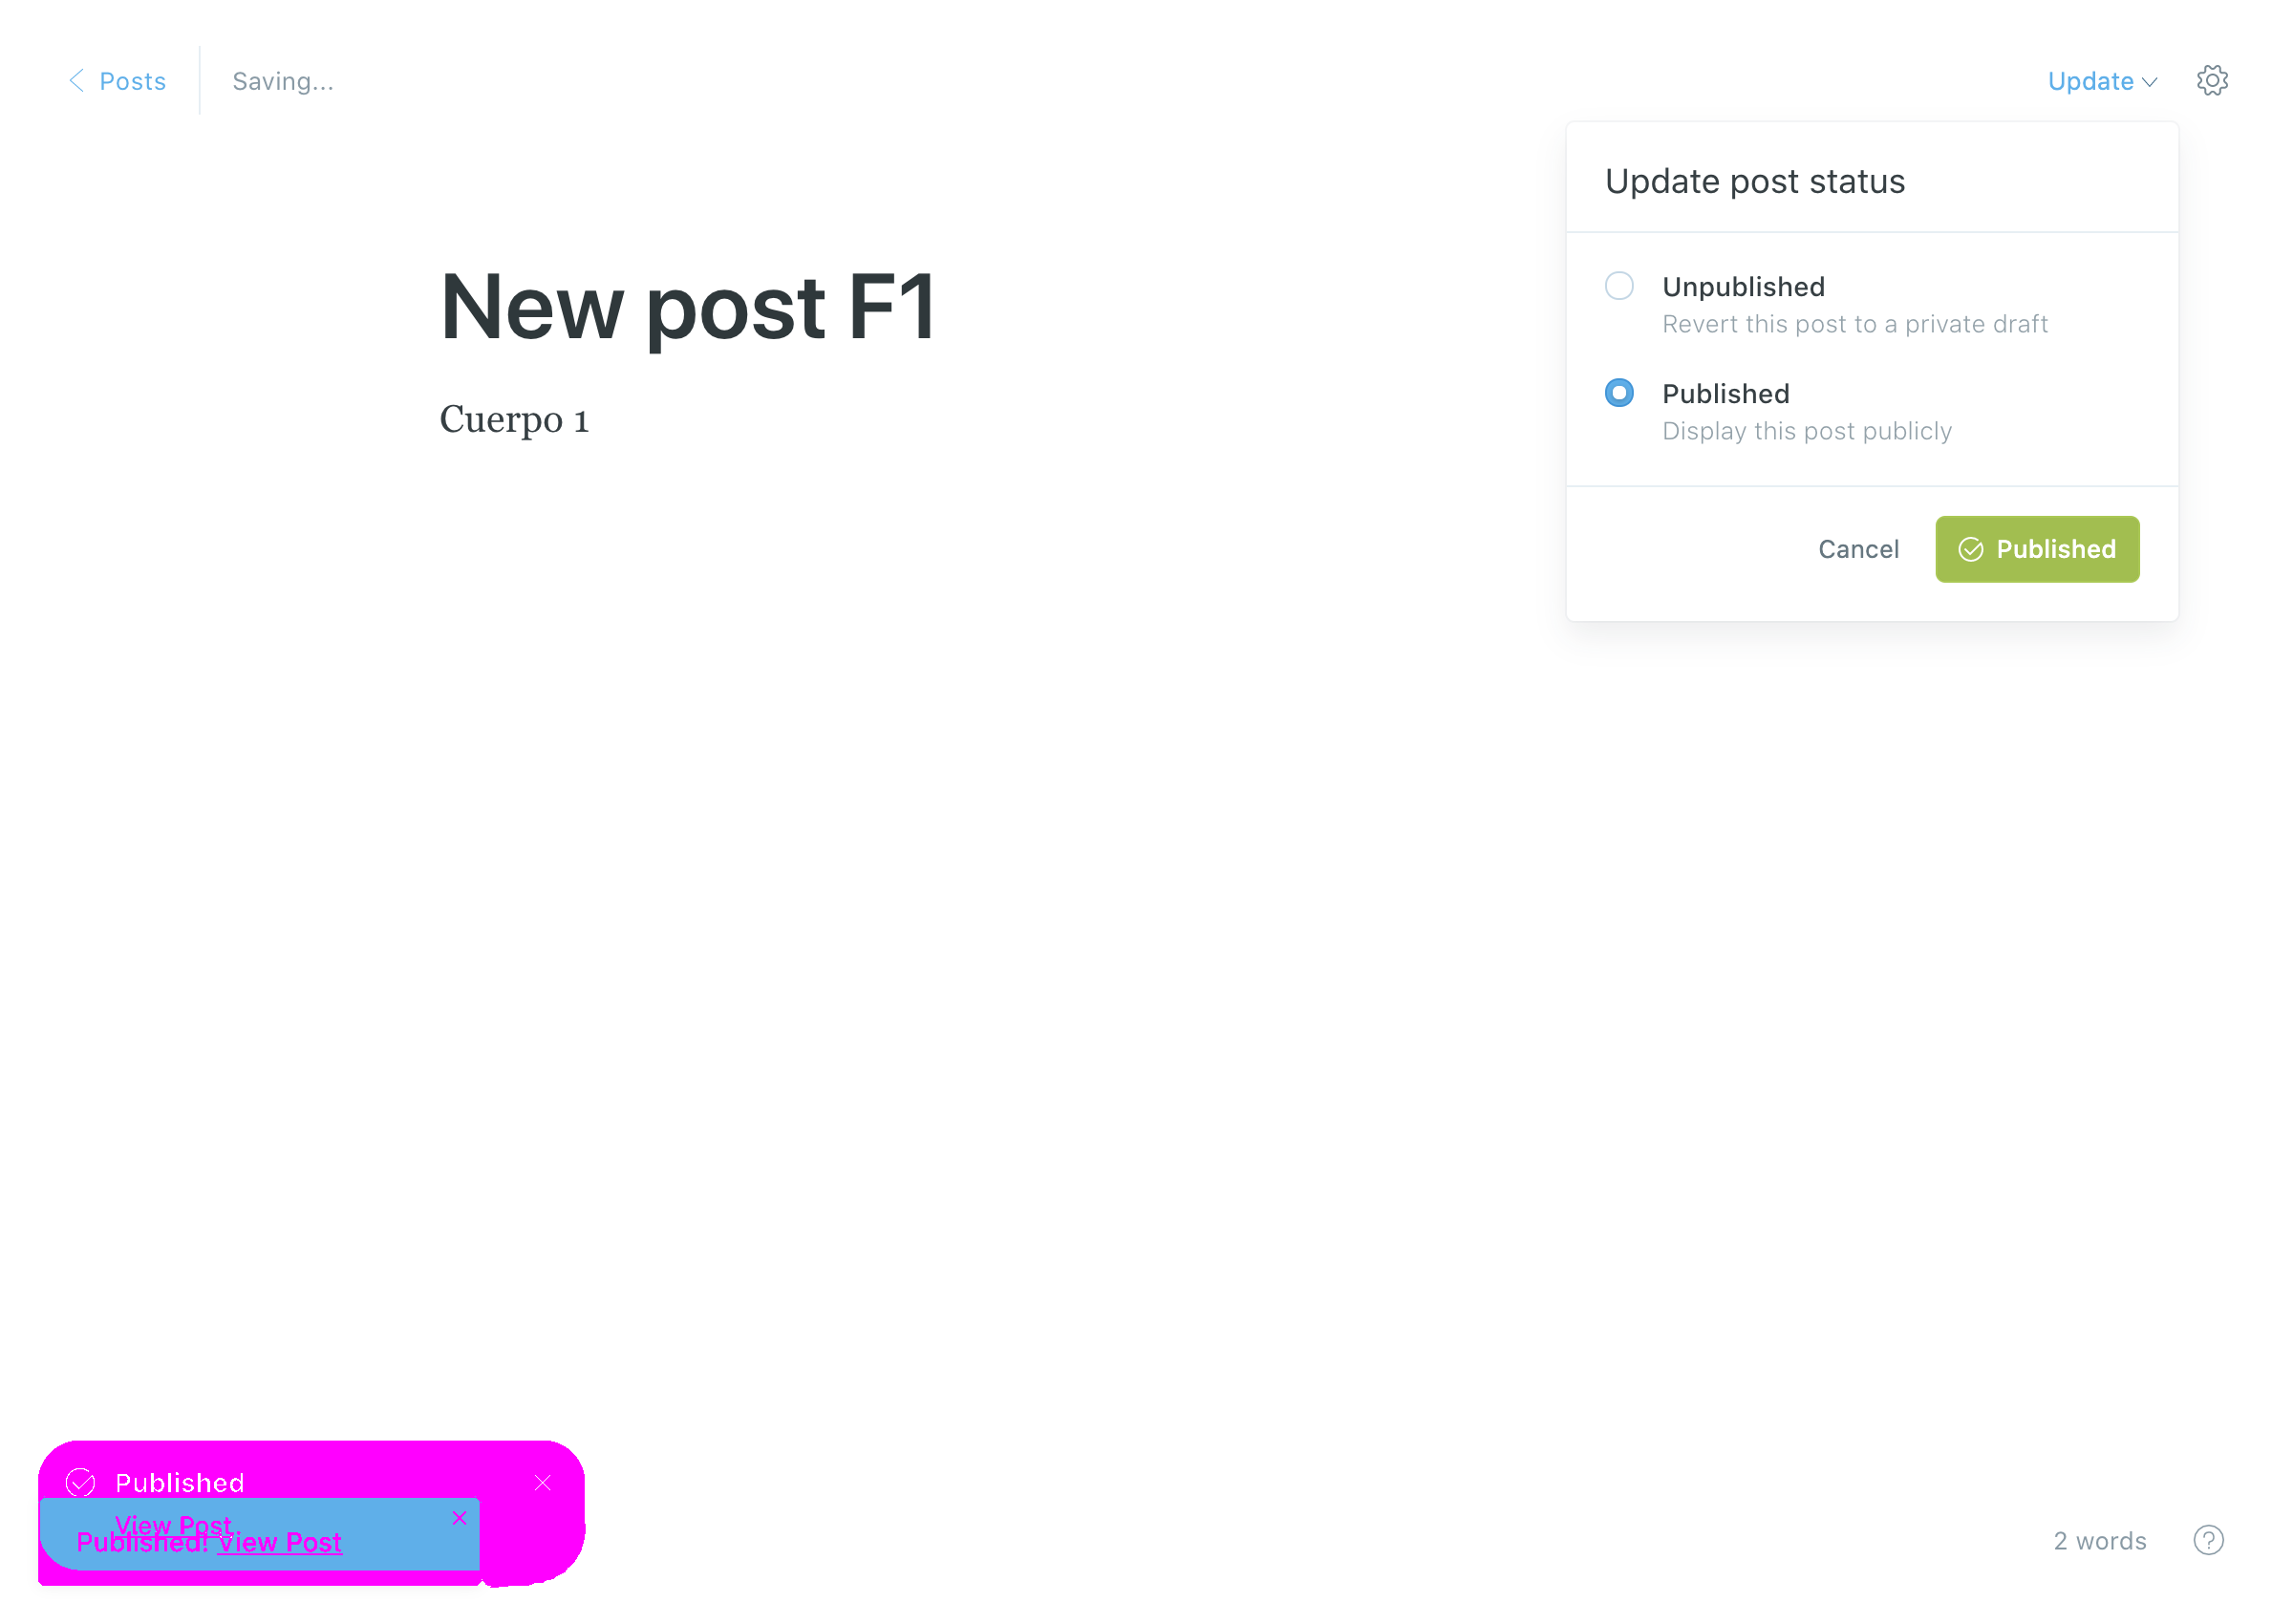 Posts
Saving...
Update
Update post status
Unpublished
Revert this post to a private draft
Published
Display this post publicly
Cancel
Published
New post F1
Cuerpo 1
Published
View Post
Published! View Post
2 words
?